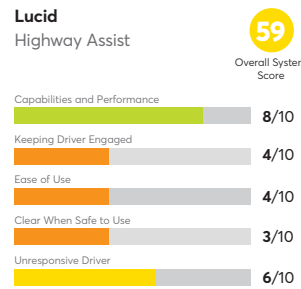 Lucid
Highway Assist
59
Overall System
Score
Capabilities and Performance
8/10
Keeping Driver Engaged
4/10
Ease of Use
4/10
Clear When Safe to Use
3/10
Unresponsive Driver
6/10